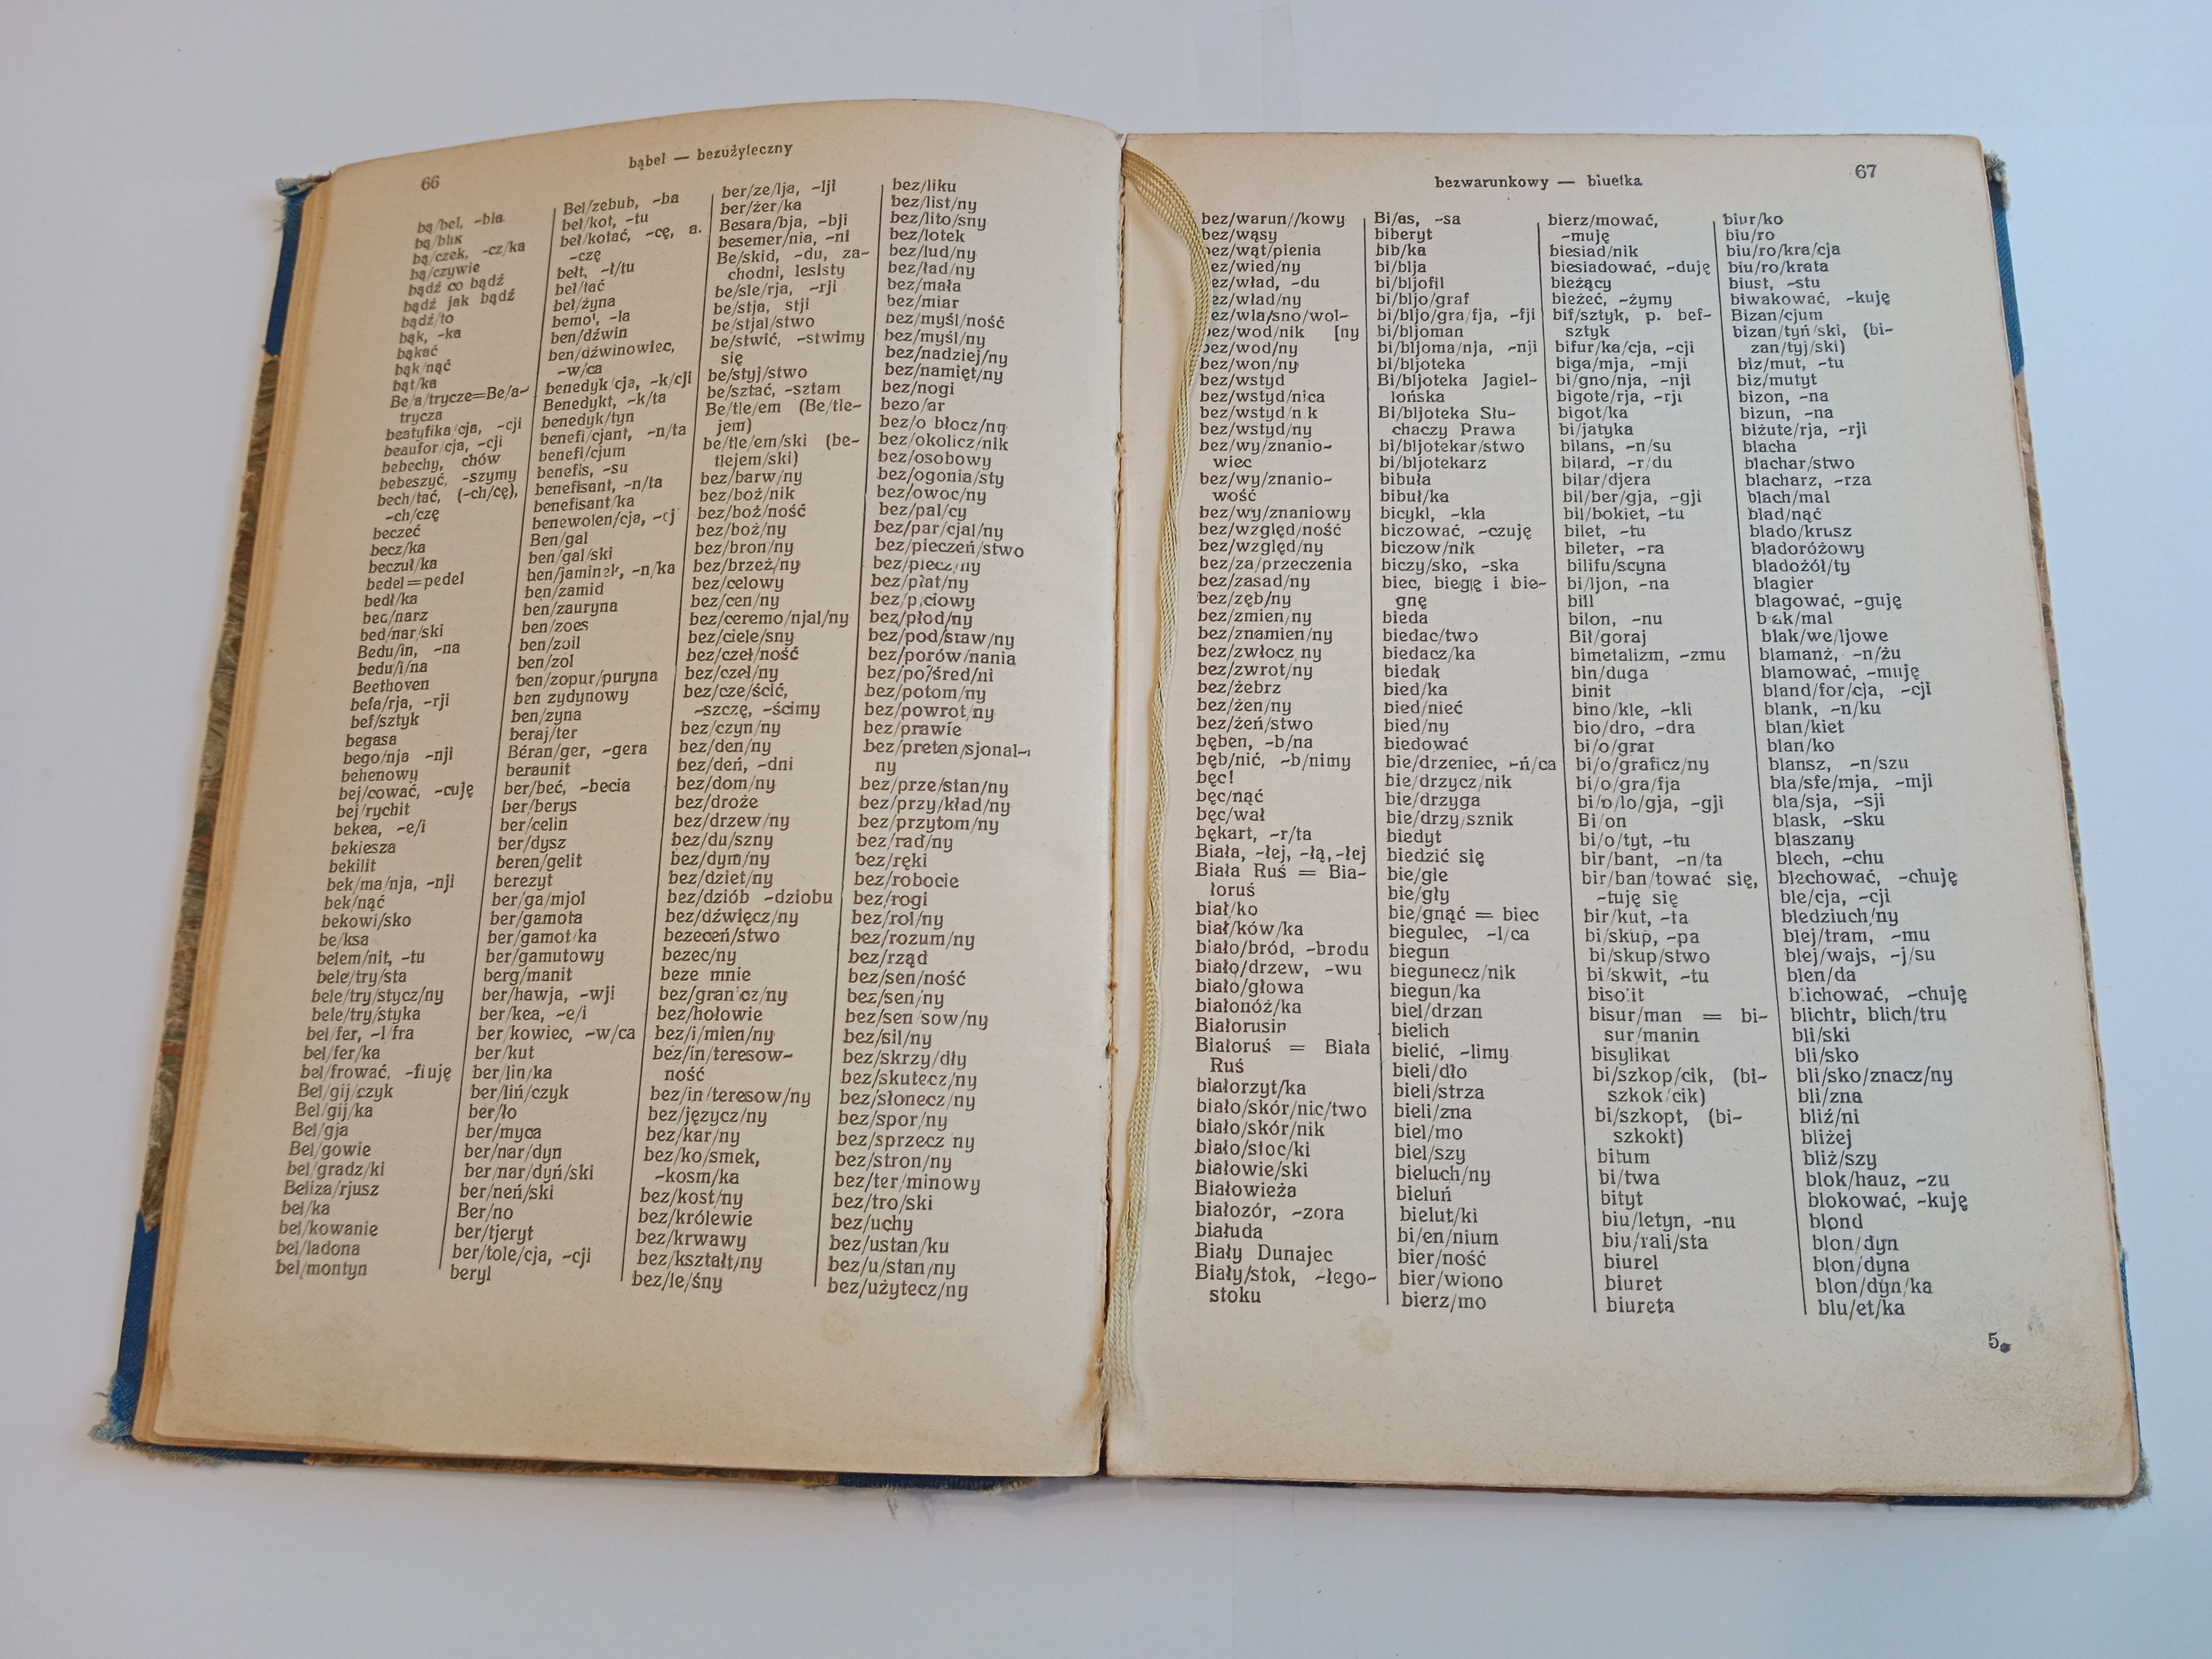 66
bąbel — bezużyteczny
bą/bel, ~bla
bą/blik
bą/czek, -cz/ka
bą/czywie
bądź co bądź
bądź jak bądź
bądź/to
bąk, ~ka
bąkać
bąk/nąć
bąt/ka
Be/a/trycze=Be/a-
trycza
beatyfika/cja, ~cji
beaufor/cja, ~cji
bebechy, chów
bebeszyć, ~szymy
bech/tać, (~ch/cę),
~ch/czę
beczeć
becz/ka
beczuł/ka
bedel=pedel
bedł/ka
bed/nar/ski
Bedu/in, ~na
bedu/i/na
Beethoven
befa/rja, ~rji
bef/sztyk
begasa
bego/nja ~nji
behenowy
bej/cować, ~cuję
bej/rychit
bekea, ~e/i
bekiesza
bekilit
bek/ma/nja, ~nji
bek/nąć
bekowi/sko
be/ksa
belem/nit, ~tu
bele/try/sta
bele/try/stycz/ny
bele/try/styka
bel/fer, ~l/fra
bel/fer/ka
bel/frować, ~fruję
Bel/gij/czyk
Bel/gij/ka
Bel/gja
Bel/gowie
bel/gradz/ki
Beliza/rjusz
bel/ka
bel/kowanie
bel/ladona
bel/montyn
Bel/zebub, ~ba
beł/kot, ~tu
beł/kotać, ~cę, a.
~czę
bełt, ~ł/tu
beł/tać
beł/żyna
bemol, ~la
ben/dźwin
ben/dźwinowiec,
~w/ca
benedyk/cja, ~k/cji
Benedykt, ~k/ta
benedyk/tyn
benefi/cjant, ~n/ta
benefi/cjum
benefis, ~su
benefisant, ~n/ta
benefisant/ka
benewolen/cja, ~cj
Ben/gal
ben/gal/ski
ben/jaminek, ~n/ka
ben/zamid
ben/zauryna
ben/zoes
ben/zoil
ben/zol
ben/zopur/puryna
ben zydynowy
ben/zyna
beraj/ter
Béran/ger, ~gera
beraunit
ber/beć, ~becia
ber/berys
ber/celin
ber/dysz
beren/gelit
berezyt
ber/ga/mjol
ber/gamota
ber/gamot/ka
ber/gamutowy
berg/manit
ber/hawja, ~wji
ber/kea, ~e/i
ber/kowiec, ~w/ca
ber/kut
ber/lin/ka
ber/liń/czyk
ber/ło
ber/myca
ber/nar/dyn
ber/nar/dyń/ski
ber/neń/ski
Ber/no
ber/tjeryt
ber/tole/cja, ~cji
beryl
ber/ze/lja, ~lji
ber/żer/ka
Besara/bja, ~bji
besemer/nia, ~ni
Be/skid, ~du, za-
chodni, lesisty
be/sle/rja, ~rji
be/stja, stji
be/stjal/stwo
be/stwić, ~stwimy
się
be/styj/stwo
be/sztać, ~sztam
Be/tle/em (Be/tle-
jem)
be/tle/em/ski (be-
tlejem/ski)
bez/barw/ny
bez/boż/nik
bez/boż/ność
bez/boż/ny
bez/bron/ny
bez/brzeż/ny
bez/celowy
bez/cen/ny
bez/ceremo/njal/ny
bez/ciele/sny
bez/czel/ność
bez/czel/ny
bez/cze/ścić,
~szczę, ~ścimy
bez/czyn/ny
bez/den/ny
bez/deń, ~dni
bez/dom/ny
bez/droże
bez/drzew/ny
bez/du/szny
bez/dym/ny
bez/dziet/ny
bez/dziób ~dziobu
bez/dźwięcz/ny
bezeceń/stwo
bezec/ny
beze mnie
bez/granicz/ny
bez/hołowie
bez/i/mien/ny
bez/in/teresow-
ność
bez/in/teresow/ny
bez/języcz/ny
bez/kar/ny
bez/ko/smek,
~kosm/ka
bez/kost/ny
bez/królewie
bez/krwawy
bez/kształt/ny
bez/le/śny
bez/liku
bez/list/ny
bez/lito/sny
bez/lotek
bez/lud/ny
bez/ład/ny
bez/mała
bez/miar
bez/myśl/ność
bez/myśl/ny
bez/nadziej/ny
bez/namięt/ny
bez/nogi
bezo/ar
bez/o błocz/ny
bez/okolicz/nik
bez/osobowy
bez/ogonia/sty
bez/owoc/ny
bez/pal/cy
bez/par/cjal/ny
bez/pieczeń/stwo
bez/piecz/ny
bez/płat/ny
bez/płciowy
bez/płod/ny
bez/pod/staw/ny
bez/porów/nania
bez/po/śred/ni
bez/potom/ny
bez/powrot/ny
bez/prawie
bez/preten/sjonal-
ny
bez/prze/stan/ny
bez/przy/kład/ny
bez/przytom/ny
bez/rad/ny
bez/ręki
bez/robocie
bez/rogi
bez/rol/ny
bez/rozum/ny
bez/rząd
bez/sen/ność
bez/sen/ny
bez/sen sow/ny
bez/sil/ny
bez/skrzy/dły
bez/skutecz/ny
bez/słonecz/ny
bez/spor/ny
bez/sprzecz ny
bez/stron/ny
bez/ter/minowy
bez/tro/ski
bez/uchy
bez/ustan/ku
bez/u/stan/ny
bez/użytecz/ny
bezwarunkowy — biuetka
67
bez/warun//kowy
bez/wąsy
bez/wąt/pienia
ez/wied/ny
ez/wład, ~du
ez/wład/ny
ez/wła/sno/wol-
ez/wod/nik [ny
ez/wod/ny
bez/won/ny
bez/wstyd
bez/wstyd/nica
bez/wstyd/n k
bez/wstyd/ny
bez/wy/znanio-
wiec
bez/wy/znanio-
wość
bez/wy/znaniowy
bez/względ/ność
bez/względ/ny
bez/za/przeczenia
bez/zasad/ny
bez/zęb/ny
bez/zmien/ny
bez/znamien/ny
bez/zwłocz ny
bez/zwrot/ny
bez/żebrz
bez/żen/ny
bez/żeń/stwo
bęben, ~b/na
bęb/nić, ~b/nimy
bęc!
bęc/nąć
bęc/wał
bękart, ~r/ta
Biała, ~łej, ~łą, ~łej
Biała Ruś = Bia-
łoruś
biał/ko
biał/ków/ka
biało/bród, ~brodu
biało/drzew, ~wu
biało/głowa
białonóż/ka
Białorusin
Białoruś = Biała
Ruś
białorzyt/ka
biało/skór/nic/two
biało/skór/nik
biało/stoc/ki
białowie/ski
Białowieża
białozór, ~zora
białuda
Biały Dunajec
Biały/stok, ~łego-
stoku
Bi/as, ~sa
biberyt
bib/ka
bi/blja
bi/bljofil
bi/bljo/graf
bi/bljo/gra/fja, ~fji
bi/bljoman
bi/bljoma/nja, ~nji
bi/bljoteka
Bi/bljoteka Jagiel-
lońska
Bi/bljoteka Słu-
chaczy Prawa
bi/bljotekar/stwo
bi/bljotekarz
bibuła
bibuł/ka
bicykl, ~kla
biczować, ~czuję
biczow/nik
biczy/sko, ~ska
biec, biegię i bie-
gnę
bieda
biedac/two
biedacz/ka
biedak
bied/ka
bied/nieć
bied/ny
biedować
bie/drzeniec, ~ń/ca
bie/drzycz/nik
bie/drzyga
bie/drzy/sznik
biedyt
biedzić się
bie/gle
bie/gły
bie/gnąć = biec
biegulec, ~l/ca
biegun
biegunecz/nik
biegun/ka
biel/drzan
bielich
bielić, ~limy
bieli/dło
bieli/strza
bieli/zna
biel/mo
biel/szy
bieluch/ny
bieluń
bielut/ki
bi/en/nium
bier/ność
bier/wiono
bierz/mo
bierz/mować,
~muję
biesiad/nik
biesiadować, ~duję
bieżący
bieżeć, ~żymy
bif/sztyk, p. bef-
sztyk
bifur/ka/cja, ~cji
biga/mja, ~mji
bi/gno/nja, ~nji
bigote/rja, ~rji
bigot/ka
bi/jatyka
bilans, ~n/su
bilard, ~r/du
bilar/djera
bil/ber/gja, ~gji
bil/bokiet, ~tu
bilet, ~tu
bileter, ~ra
bilifu/scyna
bi/ljon, ~na
bill
bilon, ~nu
Bił/goraj
bimetalizm, ~zmu
bin/duga
binit
bino/kle, ~kli
bio/dro, ~dra
bi/o/graf
bi/o/graficz/ny
bi/o/gra/fja
bi/o/lo/gja, ~gji
Bi/on
bi/o/tyt, ~tu
bir/bant, ~n/ta
bir/ban/tować się,
~tuję się
bir/kut, ~ta
bi/skup, ~pa
bi/skup/stwo
bi/skwit, ~tu
bisolit
bisur/man = bi-
sur/manin
bisylikat
bi/szkop/cik, (bi-
szkok/cik)
bi/szkopt, (bi-
szkokt)
bitum
bi/twa
bityt
biu/letyn, ~nu
biu/rali/sta
biurel
biuret
biureta
biur/ko
biu/ro
biu/ro/kra/cja
biu/ro/krata
biust, ~stu
biwakować, ~kuję
Bizan/cjum
bizan/tyń/ski, (bi-
zan/tyj/ski)
biz/mut, ~tu
biz/mutyt
bizon, ~na
bizun, ~na
biżute/rja, ~rji
blacha
blachar/stwo
blacharz, ~rza
blach/mal
blad/nąć
blado/krusz
bladoróżowy
bladożół/ty
blagier
blagować, ~guję
blak/mal
blak/we/ljowe
blamanż, ~n/żu
blamować, ~muję
bland/for/cja, ~cji
blank, ~n/ku
blan/kiet
blan/ko
blansz, ~n/szu
bla/sfe/mja, ~mji
bla/sja, ~sji
blask, ~sku
blaszany
blech, ~chu
blechować, ~chuję
ble/cja, ~cji
bledziuch/ny
blej/tram, ~mu
blej/wajs, ~j/su
blen/da
blichować, ~chuję
blichtr, blich/tru
bli/ski
bli/sko
bli/sko/znacz/ny
bli/zna
bliź/ni
bliżej
bliż/szy
blok/hauz, ~zu
blokować, ~kuję
blond
blon/dyn
blon/dyna
blon/dyn/ka
blu/et/ka
5*